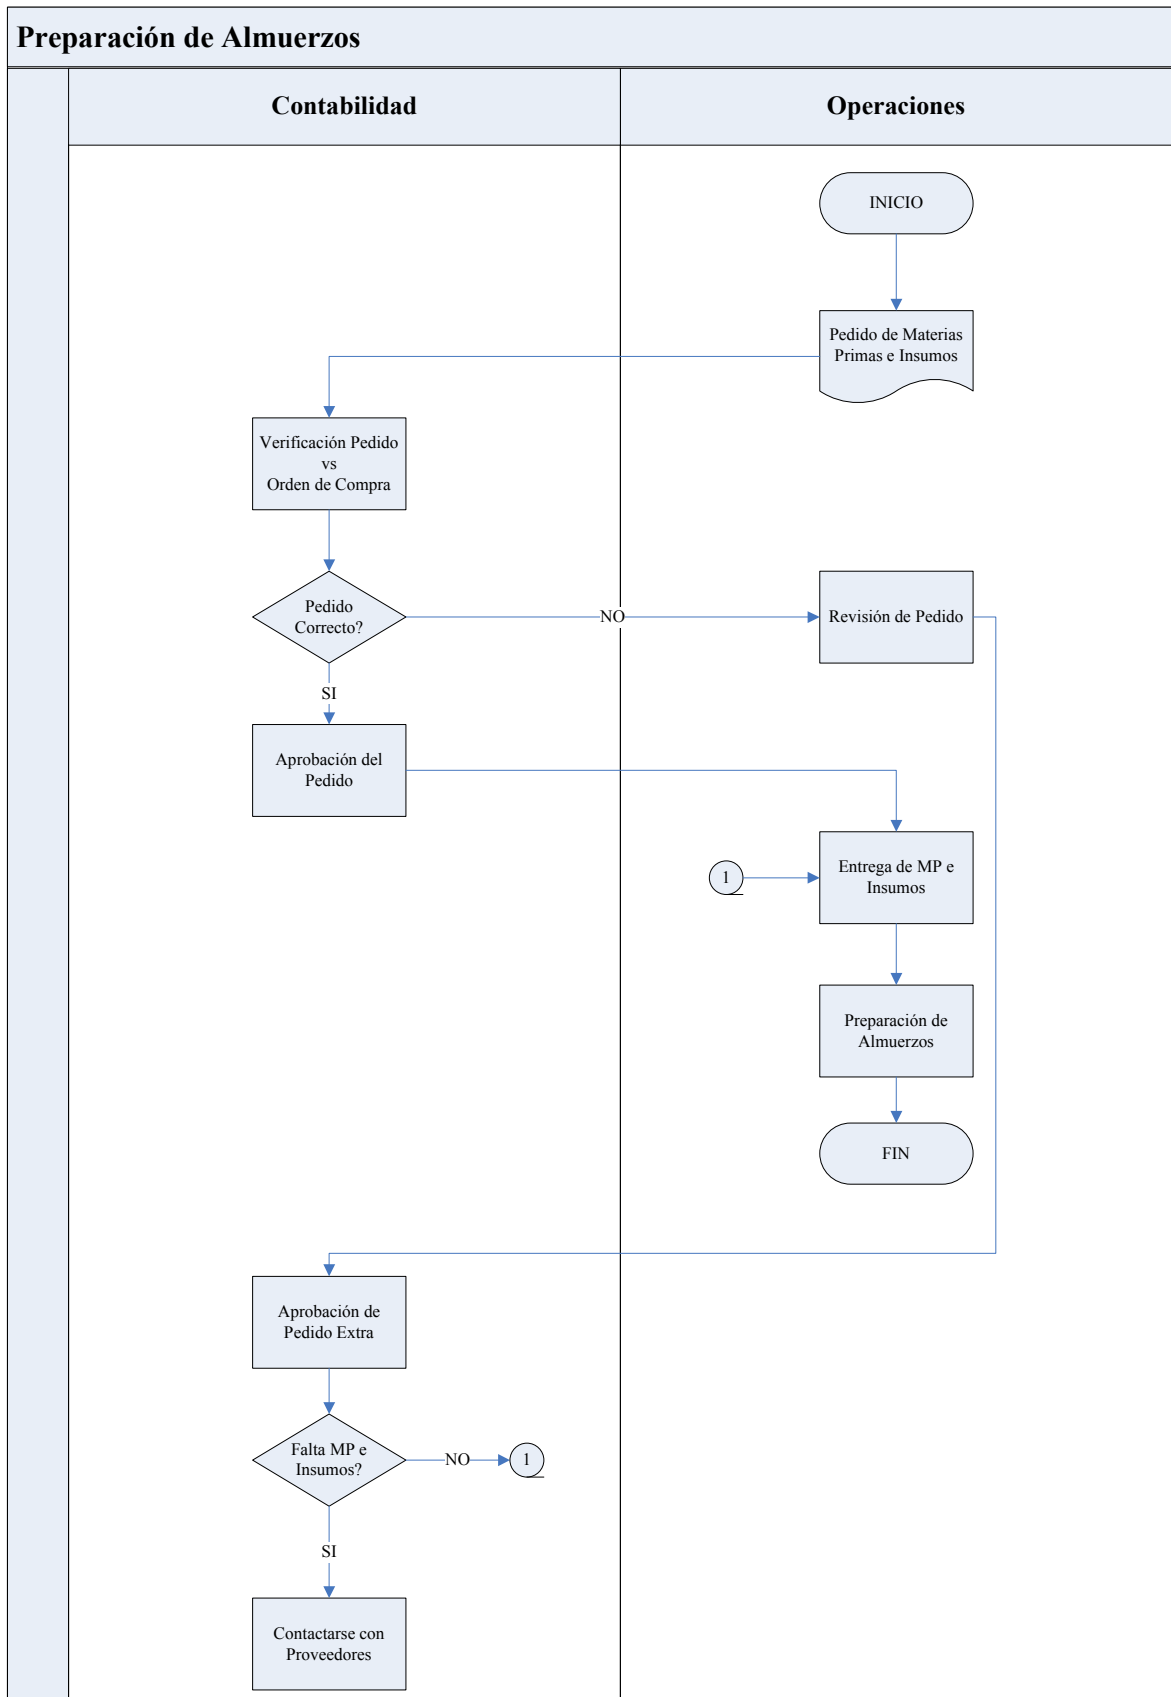 Preparación de Almuerzos
Contabilidad
Operaciones
INICIO
Pedido de Materias
Primas e Insumos
Verificación Pedido
vs
Orden de Compra
Pedido
Correcto?
NO
Revisión de Pedido
SI
Aprobación del
Pedido
1
Entrega de MP e
Insumos
Preparación de
Almuerzos
FIN
Aprobación de
Pedido Extra
Falta MP e
Insumos?
NO
1
SI
Contactarse con
Proveedores